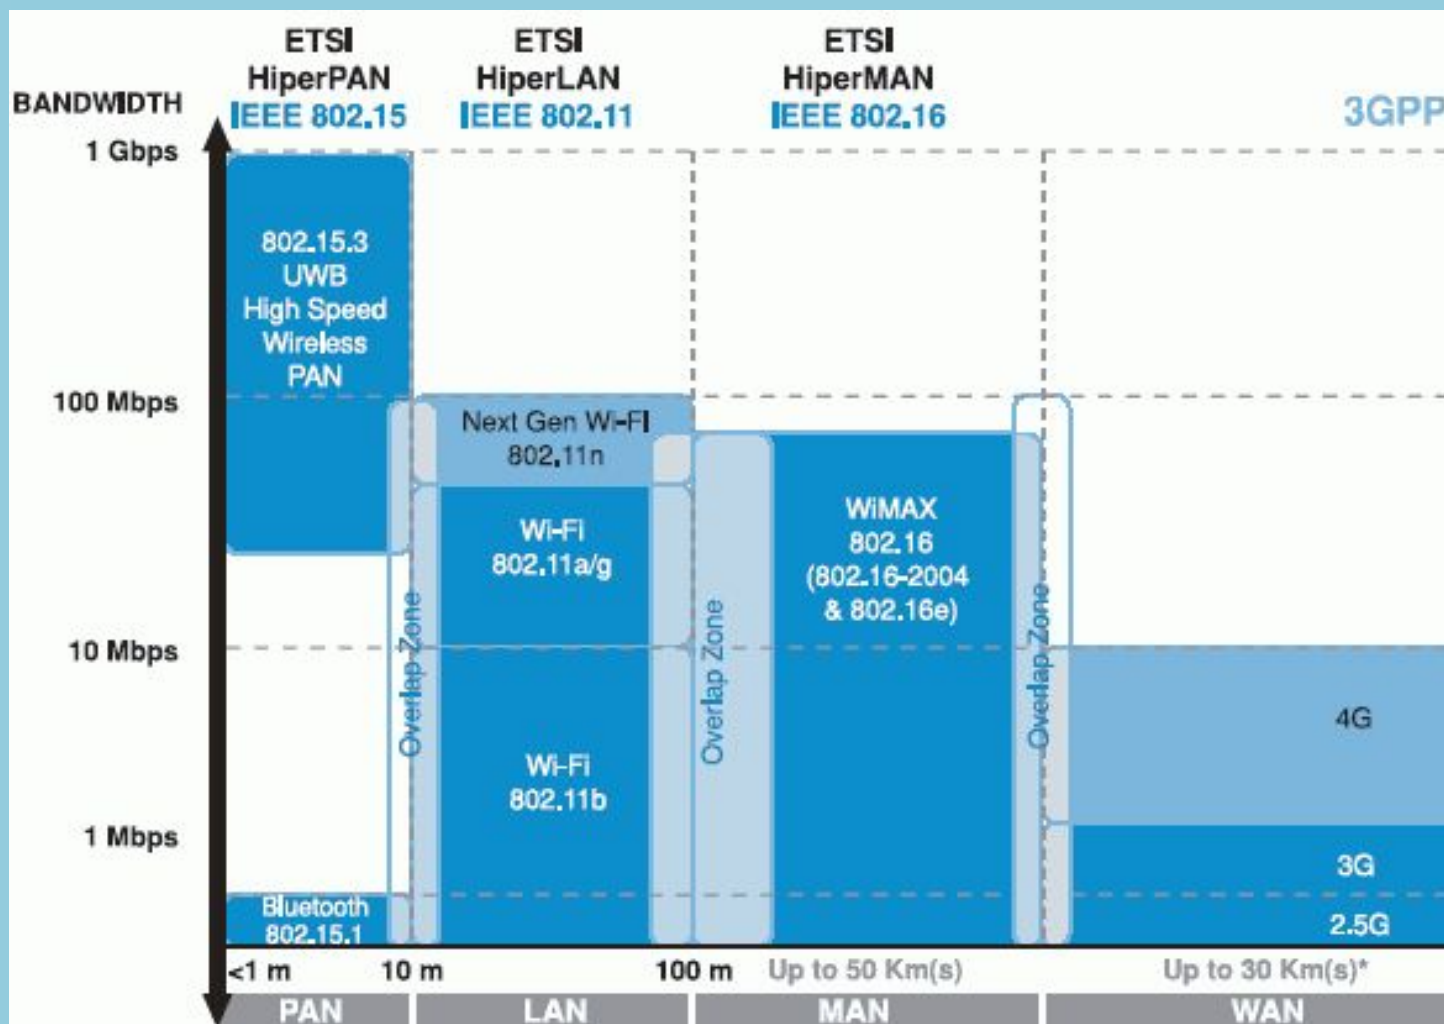 ETSI
HiperPAN
IEEE 802.15
ETSI
HiperLAN
IEEE 802.11
ETSI
HiperMAN
IEEE 802.16
3GPP
BANDWIDTH
1 Gbps
100 Mbps
10 Mbps
1 Mbps
802.15.3
UWB
High Speed
Wireless
PAN
Bluetooth
802.15.1
Overlap Zone
Next Gen Wi-Fi
802.11n
Wi-Fi
802.11a/g
Wi-Fi
802.11b
Overlap Zone
WiMAX
802.16
(802.16-2004
& 802.16e)
Overlap Zone
4G
3G
2.5G
<1 m
10 m
100 m
Up to 50 Km(s)
Up to 30 Km(s)*
PAN
LAN
MAN
WAN